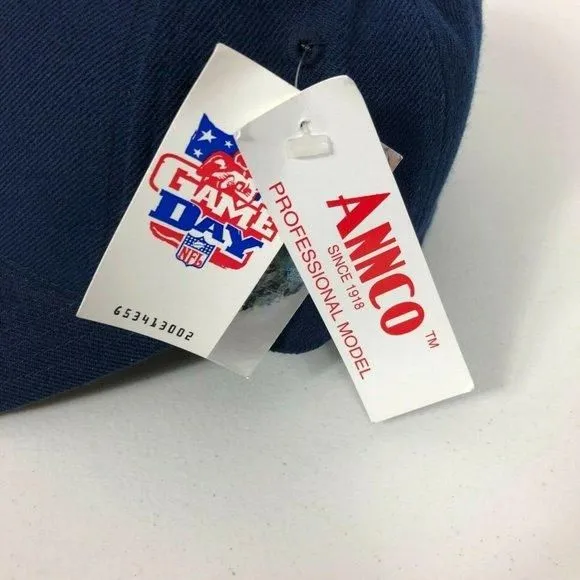 GAME
DAY
NFL
653413002
ANNCO ™
SINCE 1918
PROFESSIONAL MODEL